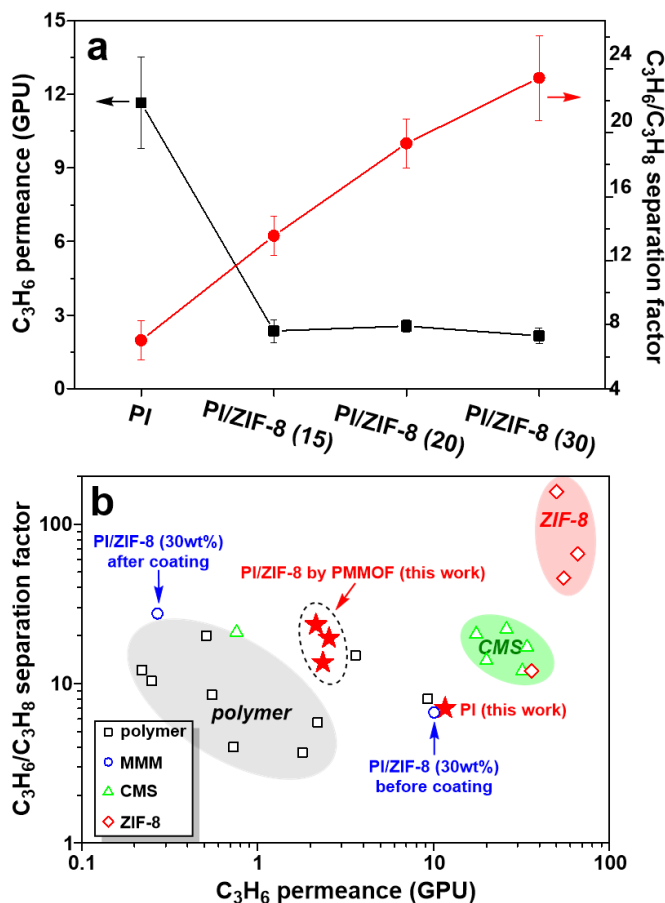 a
15
12
9
6
3
0
C₃H₆ permeance (GPU)
24
20
16
12
8
4
C₃H₆/C₃H₈ separation factor
PI
PI/ZIF-8 (15)
PI/ZIF-8 (20)
PI/ZIF-8 (30)
b
100
10
1
C₃H₆/C₃H₈ separation factor
PI/ZIF-8 (30wt%)
after coating
PI/ZIF-8 by PMMOF (this work)
ZIF-8
CMS
polymer
PI (this work)
PI/ZIF-8 (30wt%)
before coating
polymer
MMM
CMS
ZIF-8
0.1
1
10
100
C₃H₆ permeance (GPU)